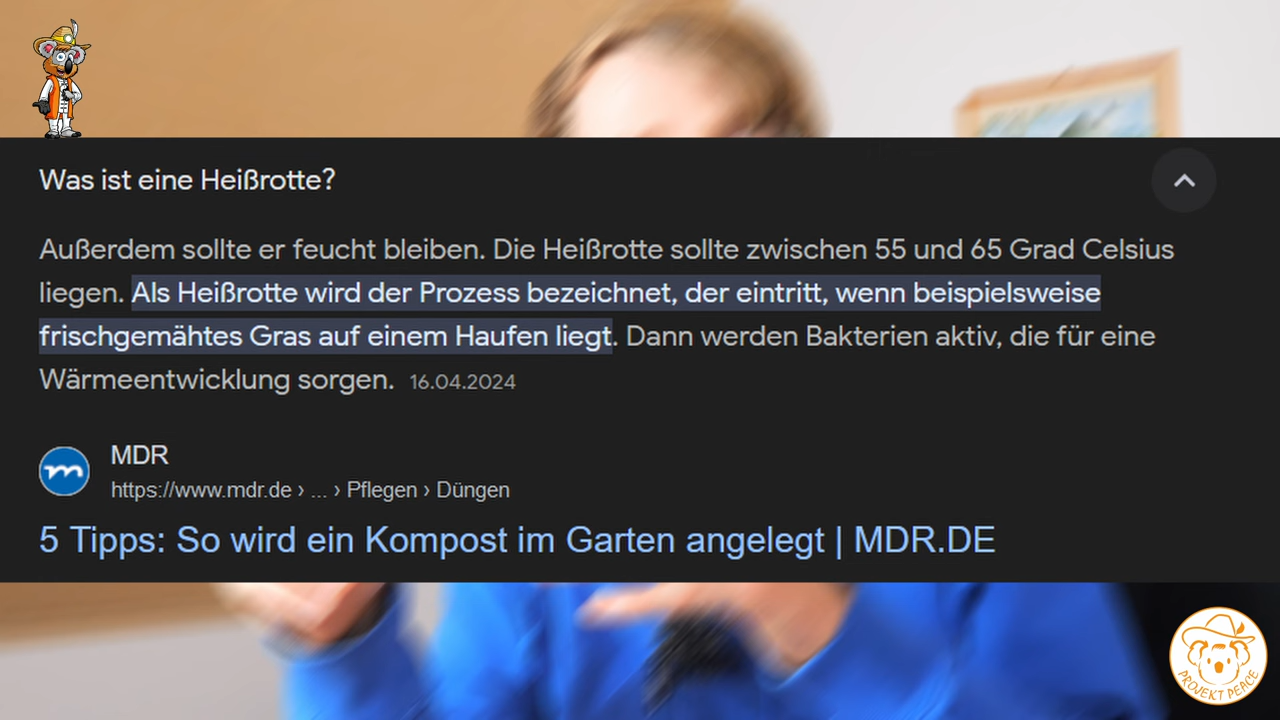 Was ist eine Heißrotte?
Außerdem sollte er feucht bleiben. Die Heißrotte sollte zwischen 55 und 65 Grad Celsius
liegen. Als Heißrotte wird der Prozess bezeichnet, der eintritt, wenn beispielsweise
frischgemähtes Gras auf einem Haufen liegt. Dann werden Bakterien aktiv, die für eine
Wärmeentwicklung sorgen. 16.04.2024
MDR
https://www.mdr.de › ... › Pflegen › Düngen
5 Tipps: So wird ein Kompost im Garten angelegt | MDR.DE
PROJEKT PEACE